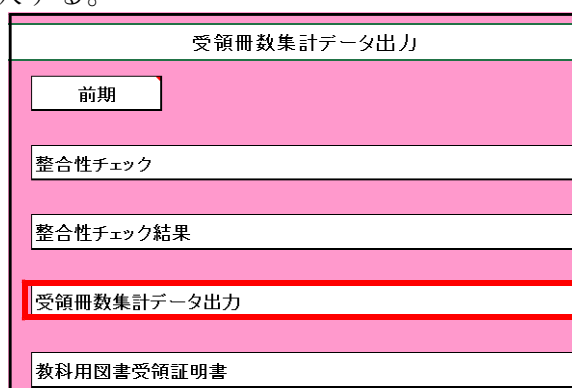 する。
受領冊数集計データ出力
前期
整合性チェック
整合性チェック結果
受領冊数集計データ出力
教科用図書受領証明書